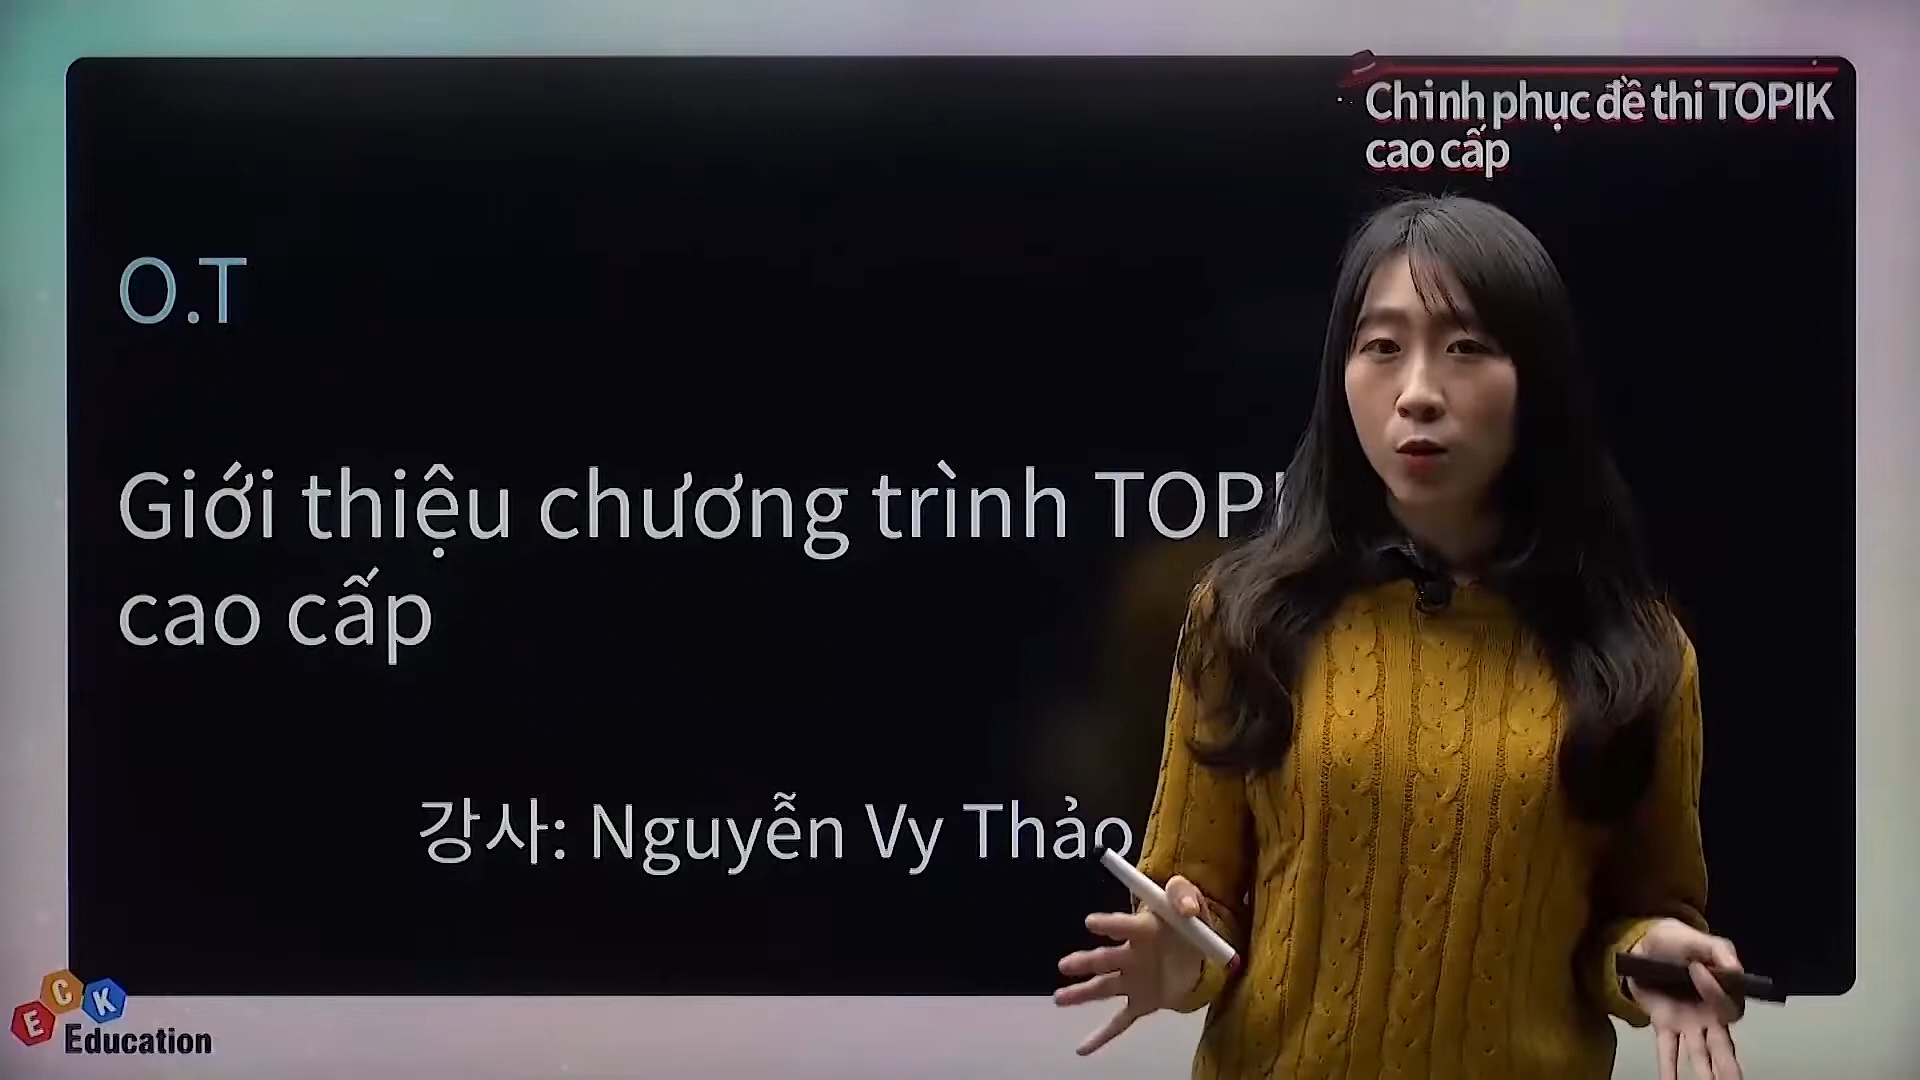 Chinh phục đề thi TOPIK
cao cấp
O.T
Giới thiệu chương trình
cao cấp
강사: Nguyễn Vy Thảo
ECK
Education